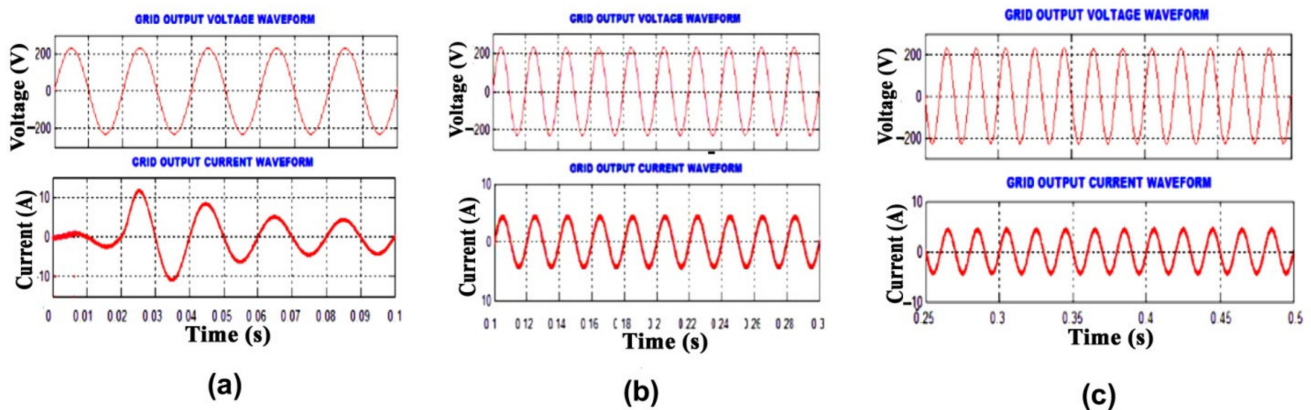 GRID OUTPUT VOLTAGE WAVEFORM
Voltage (V)
200
0
−200
GRID OUTPUT CURRENT WAVEFORM
Current (A)
10
0
-10
0 0 01 0 02 0 03 0 04 0 05 0 06 0 07 0 08 0 09 0 1
Time (s)
(a)
GRID OUTPUT VOLTAGE WAVEFORM
Voltage (V)
200
0
−200
GRID OUTPUT CURRENT WAVEFORM
Current (A)
10
0
10
0 1 0 12 0 14 0 16 0 18 0 2 0 22 0 24 0 26 0 28 0 3
Time (s)
(b)
GRID OUTPUT VOLTAGE WAVEFORM
Voltage (V)
200
0
−200
GRID OUTPUT CURRENT WAVEFORM
Current (A)
10
0
−10
0 25 0 3 0 35 0 4 0 45 0 5
Time (s)
(c)